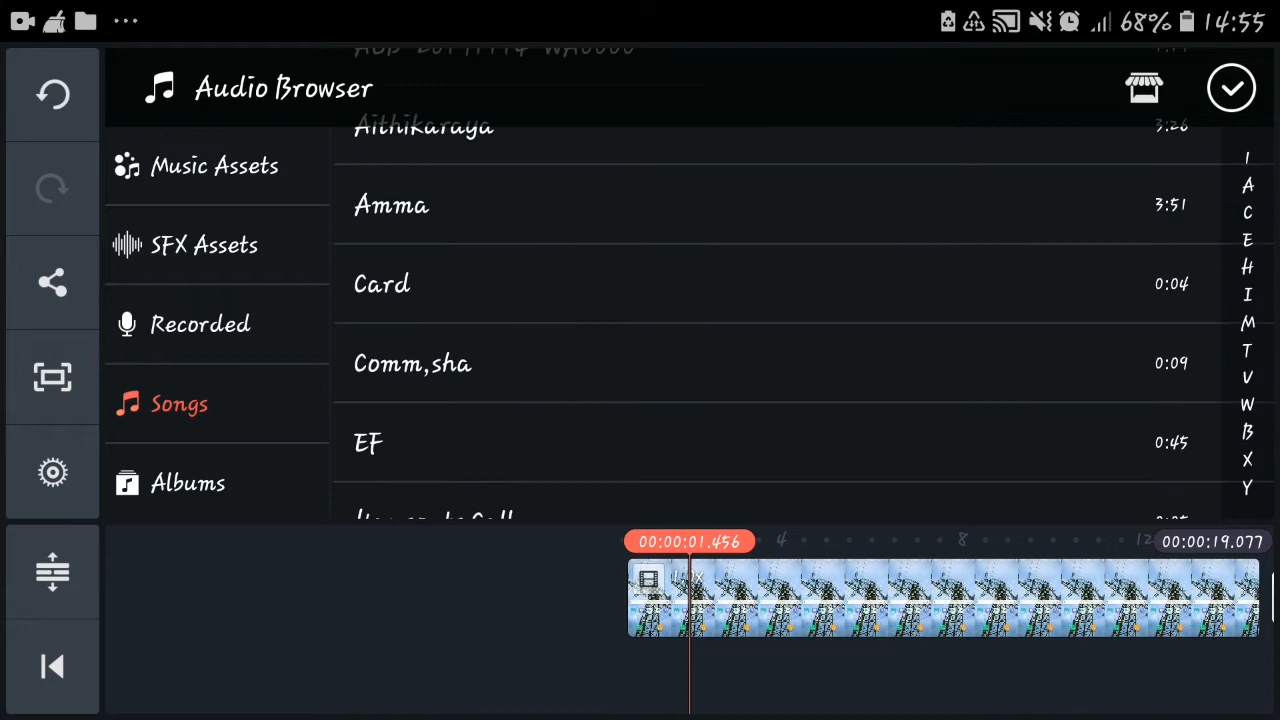 68% 14:55
Audio Browser
Music Assets
SFX Assets
Recorded
Songs
Albums
Aithikaraya 3:26
Amma 3:51
Card 0:04
Comm,sha 0:09
EF 0:45
I
A
C
E
H
I
M
T
V
W
B
X
Y
00:00:01.456 4 8 12 00:00:19.077